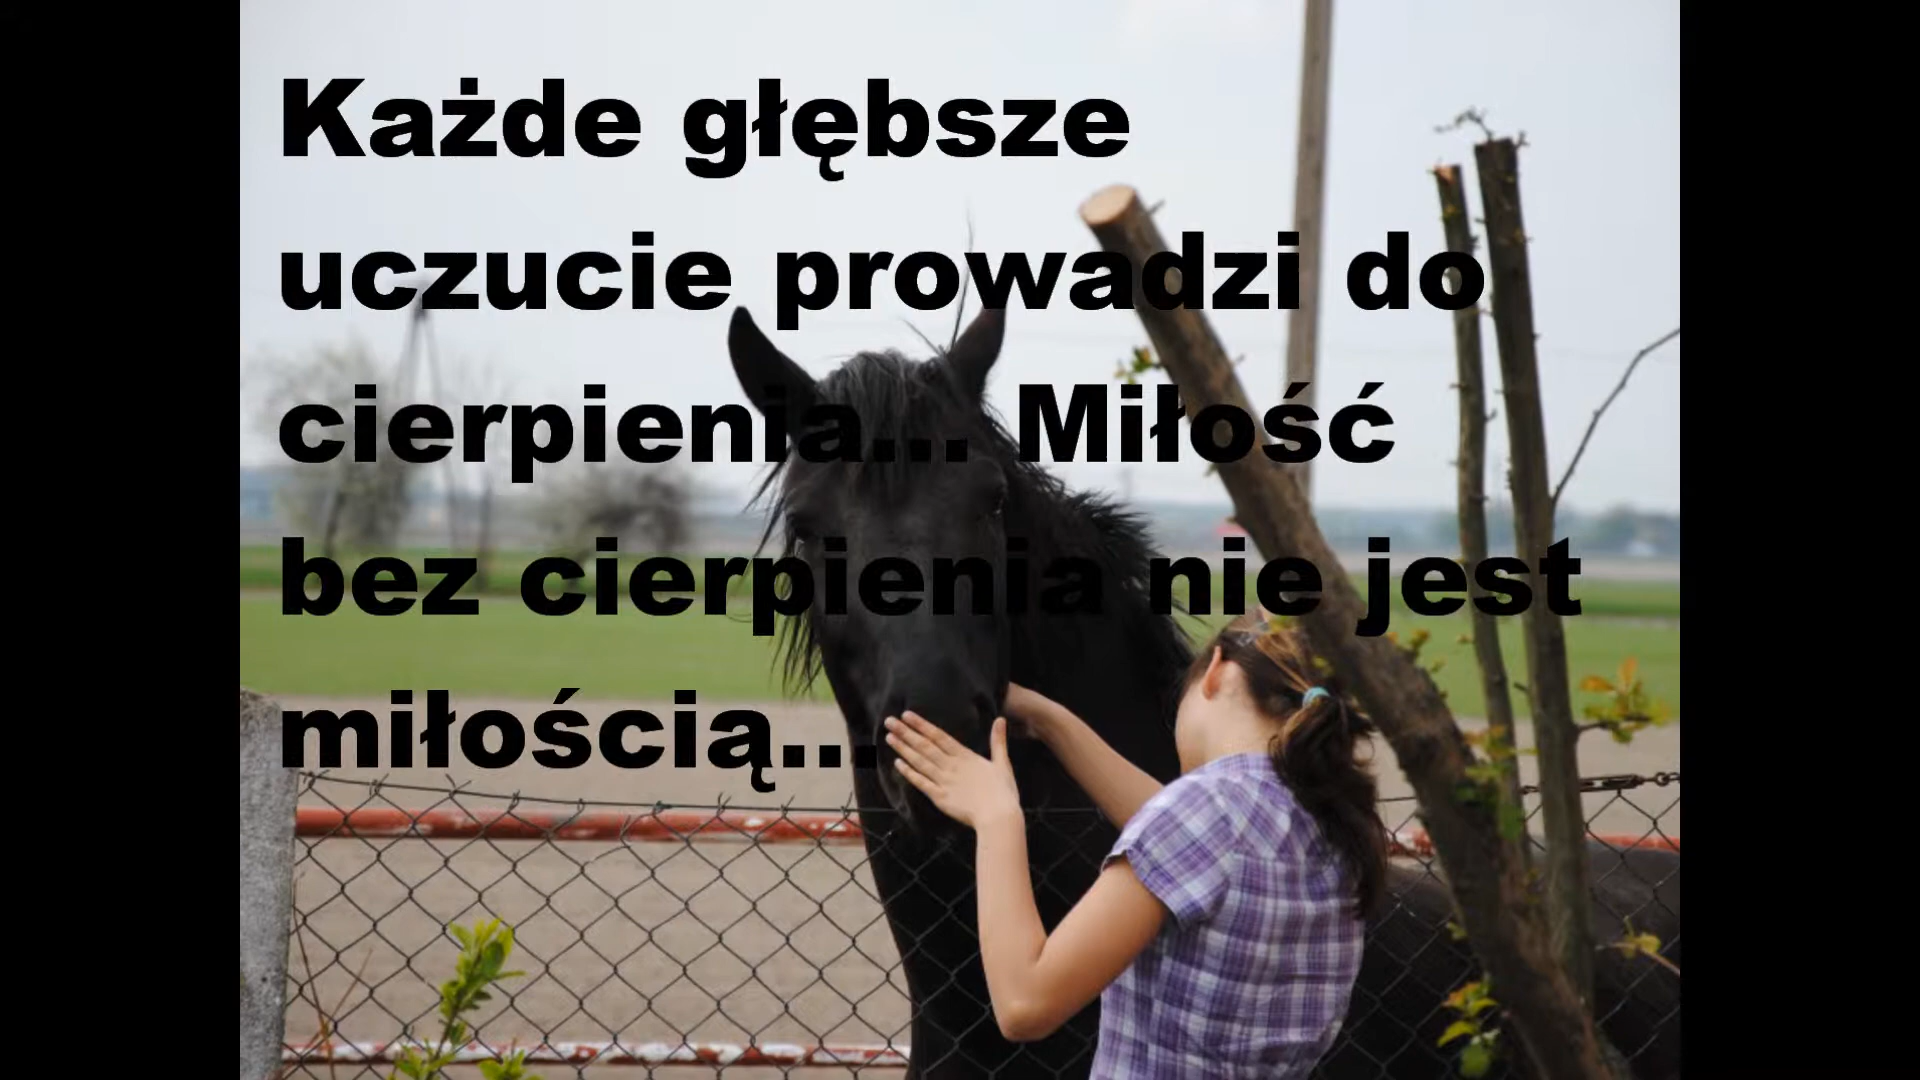 Każde głębsze
uczucie prowadzi do
cierpienia... Miłość
bez cierpienia nie jest
miłością...